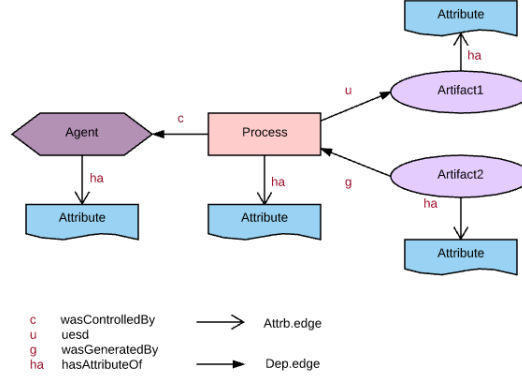 Attribute
ha
u
Artifact1
c
Agent
Process
Artifact2
ha
ha
g
ha
Attribute
Attribute
Attribute
c wasControlledBy
Attrb.edge
u uesd
g wasGeneratedBy
ha hasAttributeOf
Dep.edge